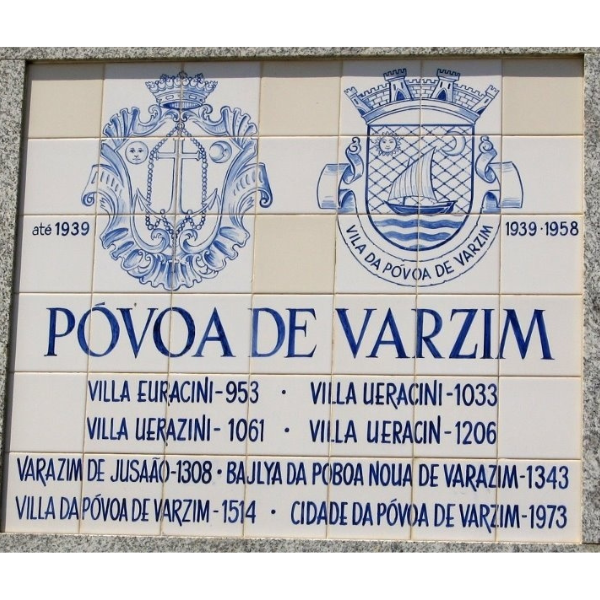 até 1939
VILA DA PÓVOA DE VARZIM
1939·1958
PÓVOA DE VARZIM
VILLA EURACINI-953 · VILLA UERACINI-1033
VILLA UERAZINI-1061 · VILLA UERACIN-1206
VARAZIM DE JUSAÃO-1308·BAJLYA DA POBOA NOUA DE VARAZIM-1343
VILLA DA PÓVOA DE VARZIM-1514 · CIDADE DA PÓVOA DE VARZIM-1973